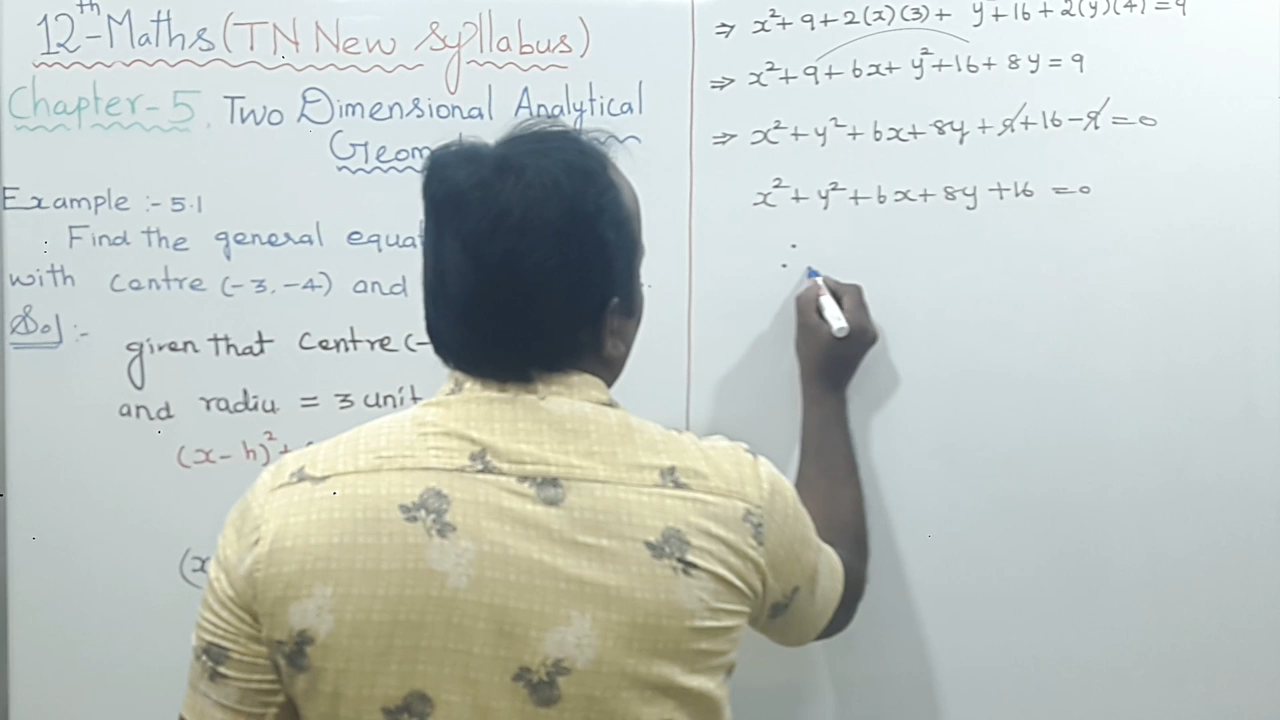 12th-Maths (TN New Syllabus)
Chapter-5. Two Dimensional Analytical
Example :- 5.1
: Find the general
with centre (-3,-4) and
Sol :-
given that Centre (-
and radiu = 3 unit
(x-h)²+
(x
⇒ x²+9+2(x)(3)+ y²+16+2(y)(4)=9
⇒ x²+9+6x+y²+16+8y=9
⇒ x²+y²+6x+8y+9+16-9=0
x²+y²+6x+8y+16=0
∴